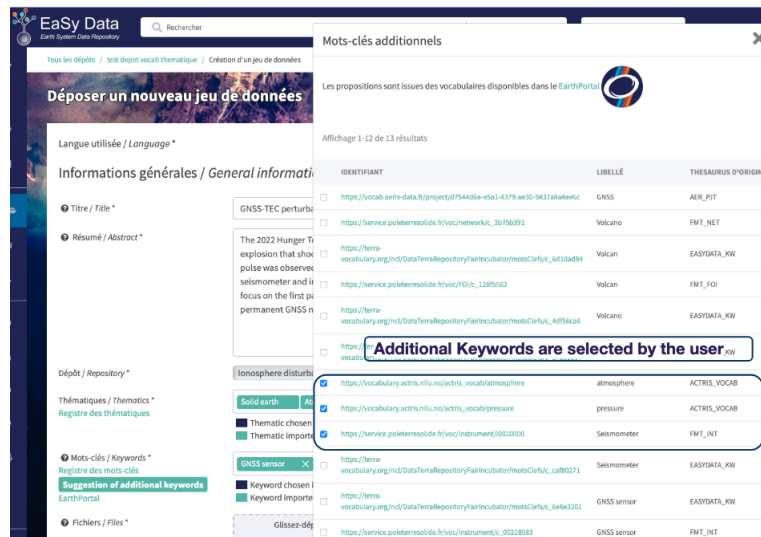 EaSy Data
Earth System Data Repository
Rechercher
Tous les dépôts / test depot vocab thematique / Création d'un jeu de données
Déposer un nouveau jeu de données
Langue utilisée / Language *
Informations générales / General informati
Titre / Title *
GNSS-TEC perturba
Résumé / Abstract *
The 2022 Hunger To
explosion that shoo
pulse was observed
seismometer and i
focus on the first pa
permanent GNSS n
Dépôt / Repository *
Ionosphere disturba
Thématiques / Thematics *
Registre des thématiques
Solid earth
At
Thematic chosen
Thematic importe
Mots-clés / Keywords *
Registre des mots-clés
Suggestion of additional keywords
EarthPortal
GNSS sensor X
Keyword chosen
Keyword importe
Fichiers / Files *
Glissez-dép
Mots-clés additionnels
Les propositions sont issues des vocabulaires disponibles dans le EarthPortal
Affichage 1-12 de 13 résultats
IDENTIFIANT LIBELLÉ THESAURUS D'ORIGIN
https://vocab.aeris-data.fr/project/d7544d6e-e5a1-4379-ae30-9437a8a4ee6c GNSS AER_PJT
https://service.poleterresolide.fr/voc/network/c_3b75b391 Volcano FMT_NET
https://terra-
vocabulary.org/ncl/DataTerraRepositoryFairIncubator/motsClefs/c_6d10ad84 Volcan EASYDATA_KW
https://service.poleterresolide.fr/voc/FOI/c_128fb562 Volcan FMT_FOI
https://terra-
vocabulary.org/ncl/DataTerraRepositoryFairIncubator/motsClefs/c_4df56ca6 Volcano EASYDATA_KW
https://ter
vocabu
Additional Keywords are selected by the user
_KW
https://vocabulary.actris.nilu.no/actris_vocab/atmosphere atmosphere ACTRIS_VOCAB
https://vocabulary.actris.nilu.no/actris_vocab/pressure pressure ACTRIS_VOCAB
https://service.poleterresolide.fr/voc/instrument/I0010000 Seismometer FMT_INT
https://terra-
vocabulary.org/ncl/DataTerraRepositoryFairIncubator/motsClefs/c_caf80271 Seismometer EASYDATA_KW
https://terra-
vocabulary.org/ncl/DataTerraRepositoryFairIncubator/motsClefs/c_6e6e3201 GNSS sensor EASYDATA_KW
https://service.poleterresolide.fr/voc/instrument/c_00218583 GNSS sensor FMT_INT